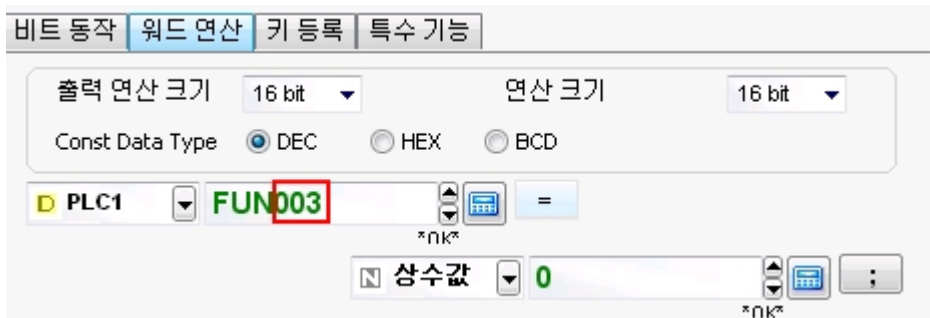 비트 동작 워드 연산 키 등록 특수 기능
출력 연산 크기 16 bit 연산 크기 16 bit
Const Data Type DEC HEX BCD
D PLC1 FUN003 =
*OK*
N 상수값 0 ;
*OK*